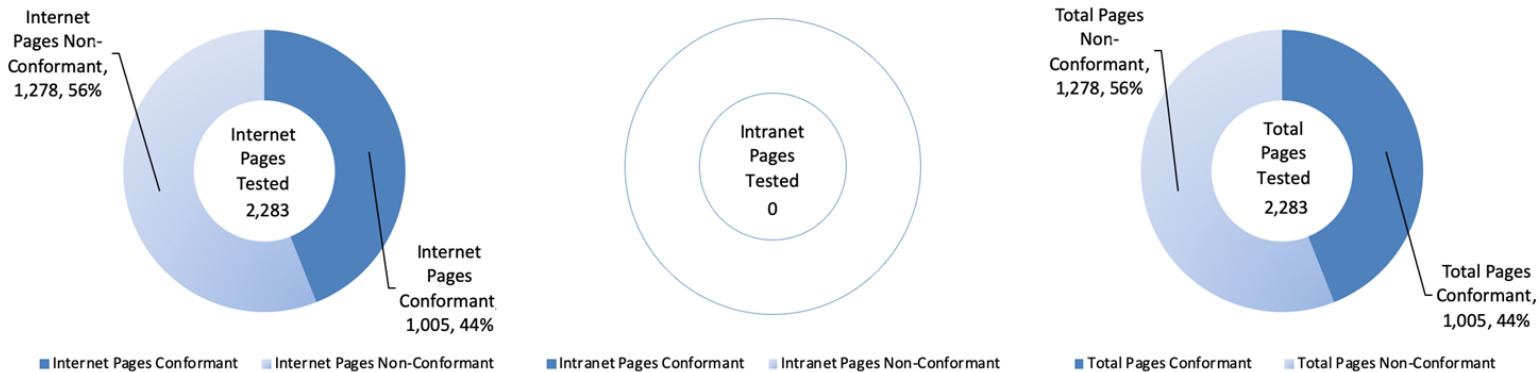 Internet
Pages Non-
Conformant,
1,278, 56%
Internet
Pages
Tested
2,283
Internet
Pages
Conformant,
1,005, 44%
Internet Pages Conformant
Internet Pages Non-Conformant
Intranet
Pages
Tested
0
Intranet Pages Conformant
Intranet Pages Non-Conformant
Total Pages
Non-
Conformant,
1,278, 56%
Total
Pages
Tested
2,283
Total Pages
Conformant,
1,005, 44%
Total Pages Conformant
Total Pages Non-Conformant